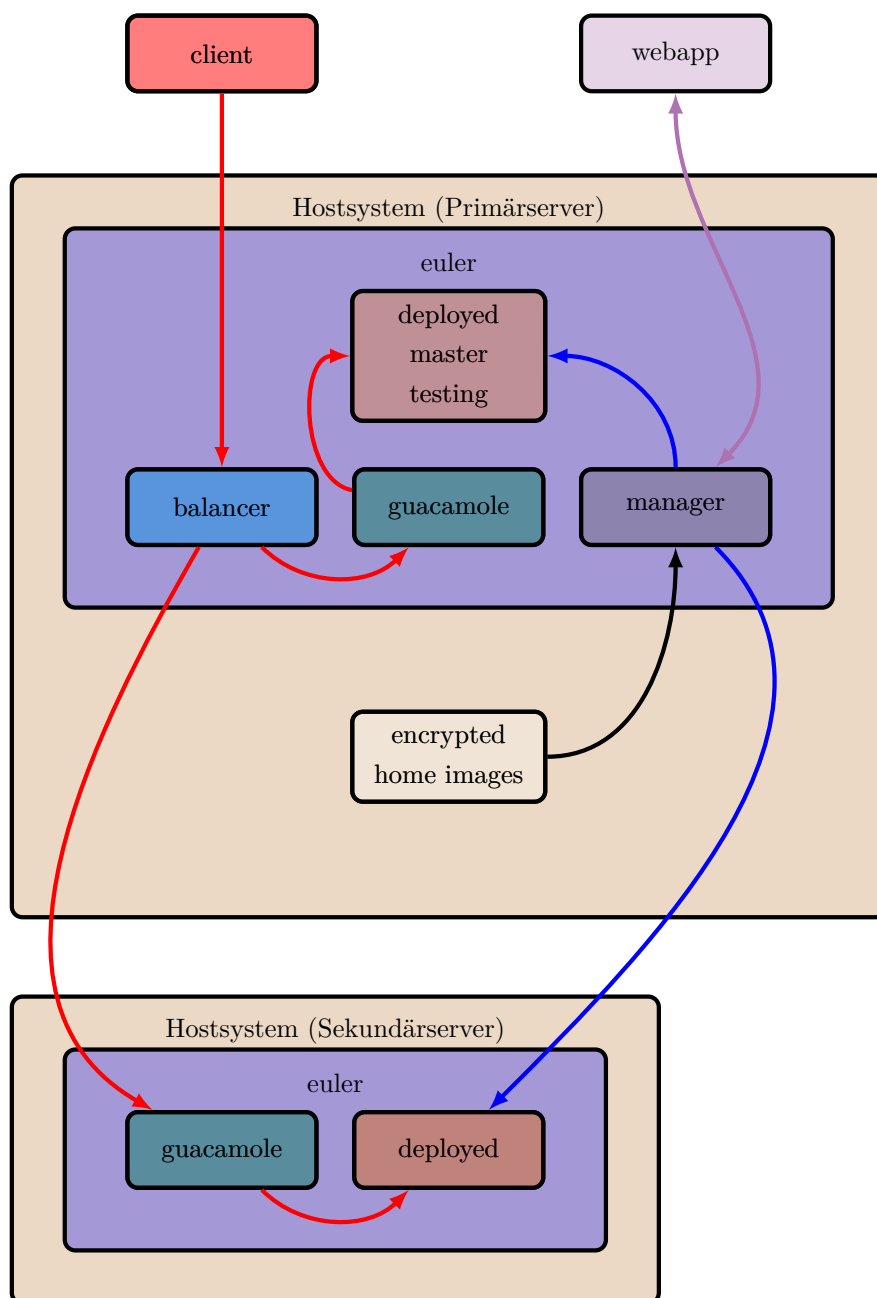 client
webapp
Hostsystem (Primärserver)
euler
deployed
master
testing
balancer
guacamole
manager
encrypted
home images
Hostsystem (Sekundärserver)
euler
guacamole
deployed